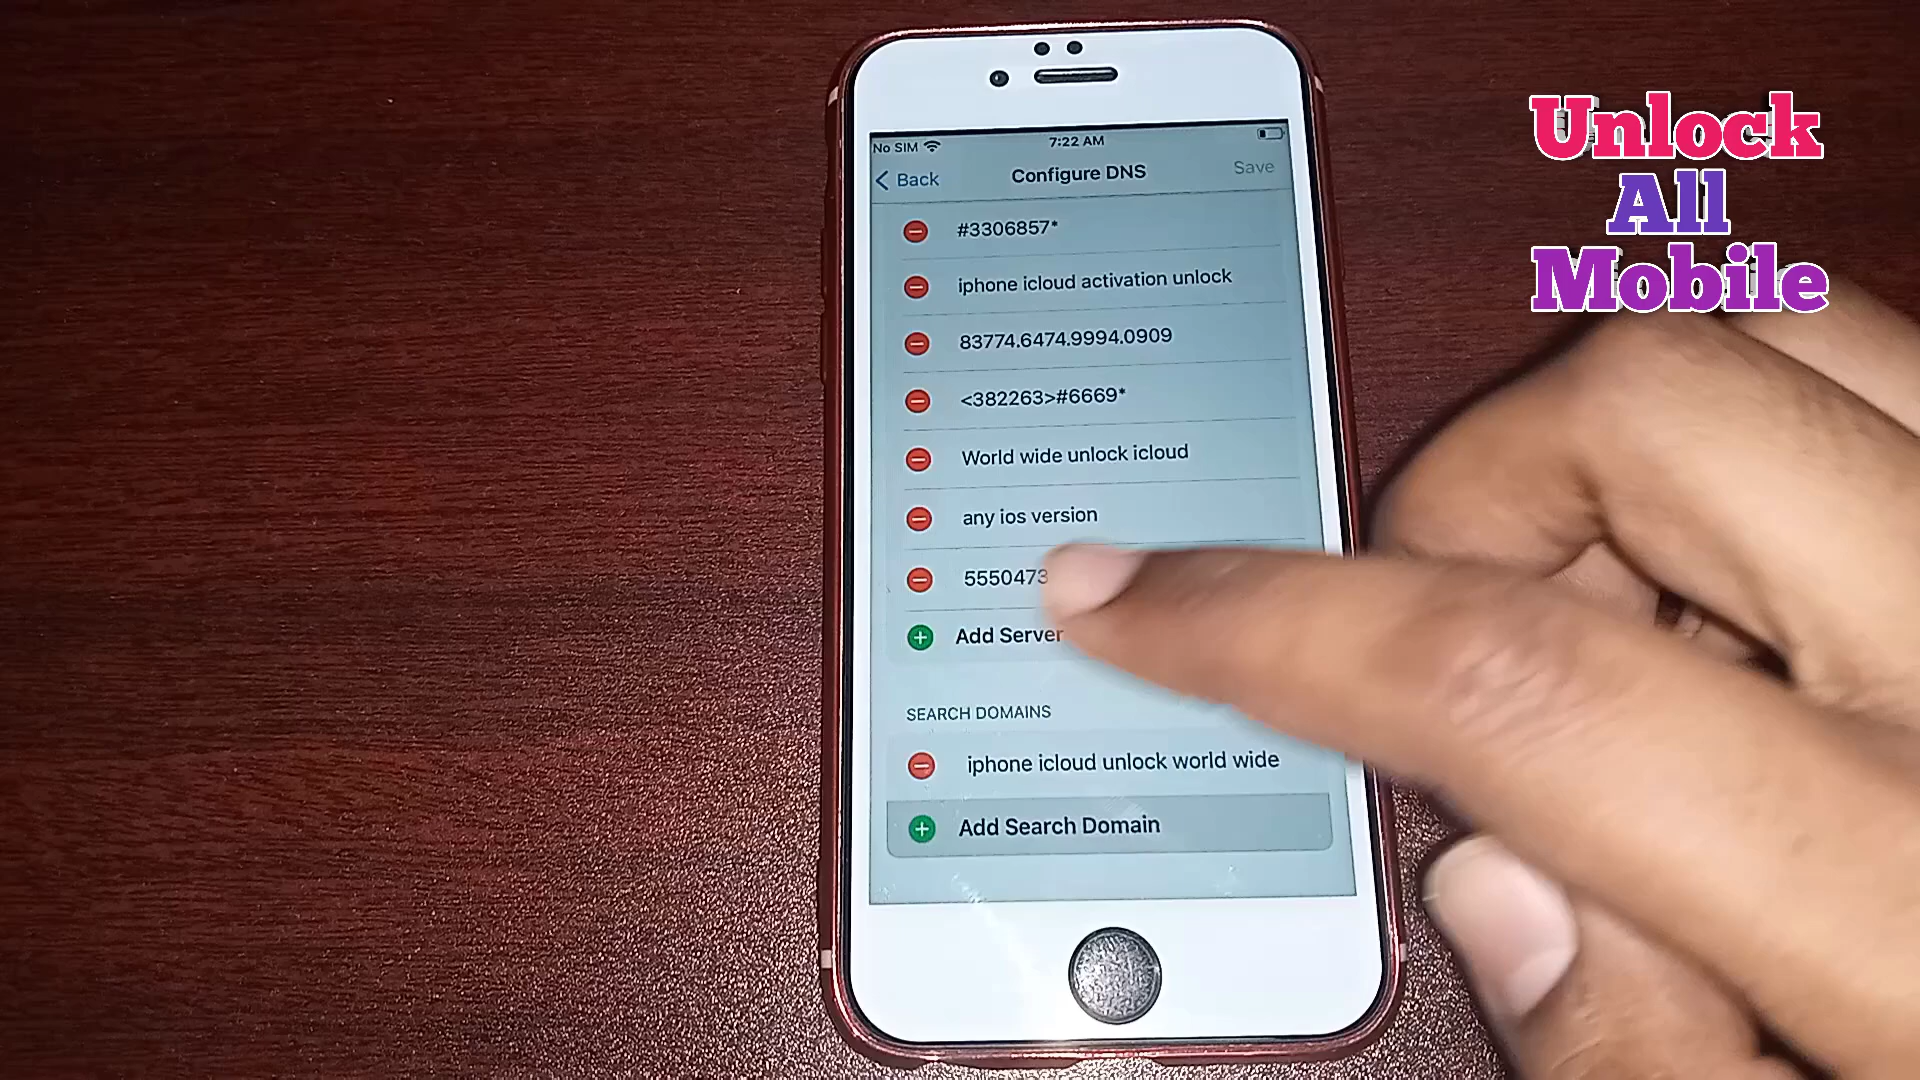 No SIM
7:22 AM
Back
Configure DNS
Save
#3306857*
iphone icloud activation unlock
83774.6474.9994.0909
<382263>#6669*
World wide unlock icloud
any ios version
5550473
Add Server
SEARCH DOMAINS
iphone icloud unlock world wide
Add Search Domain
Unlock
All
Mobile